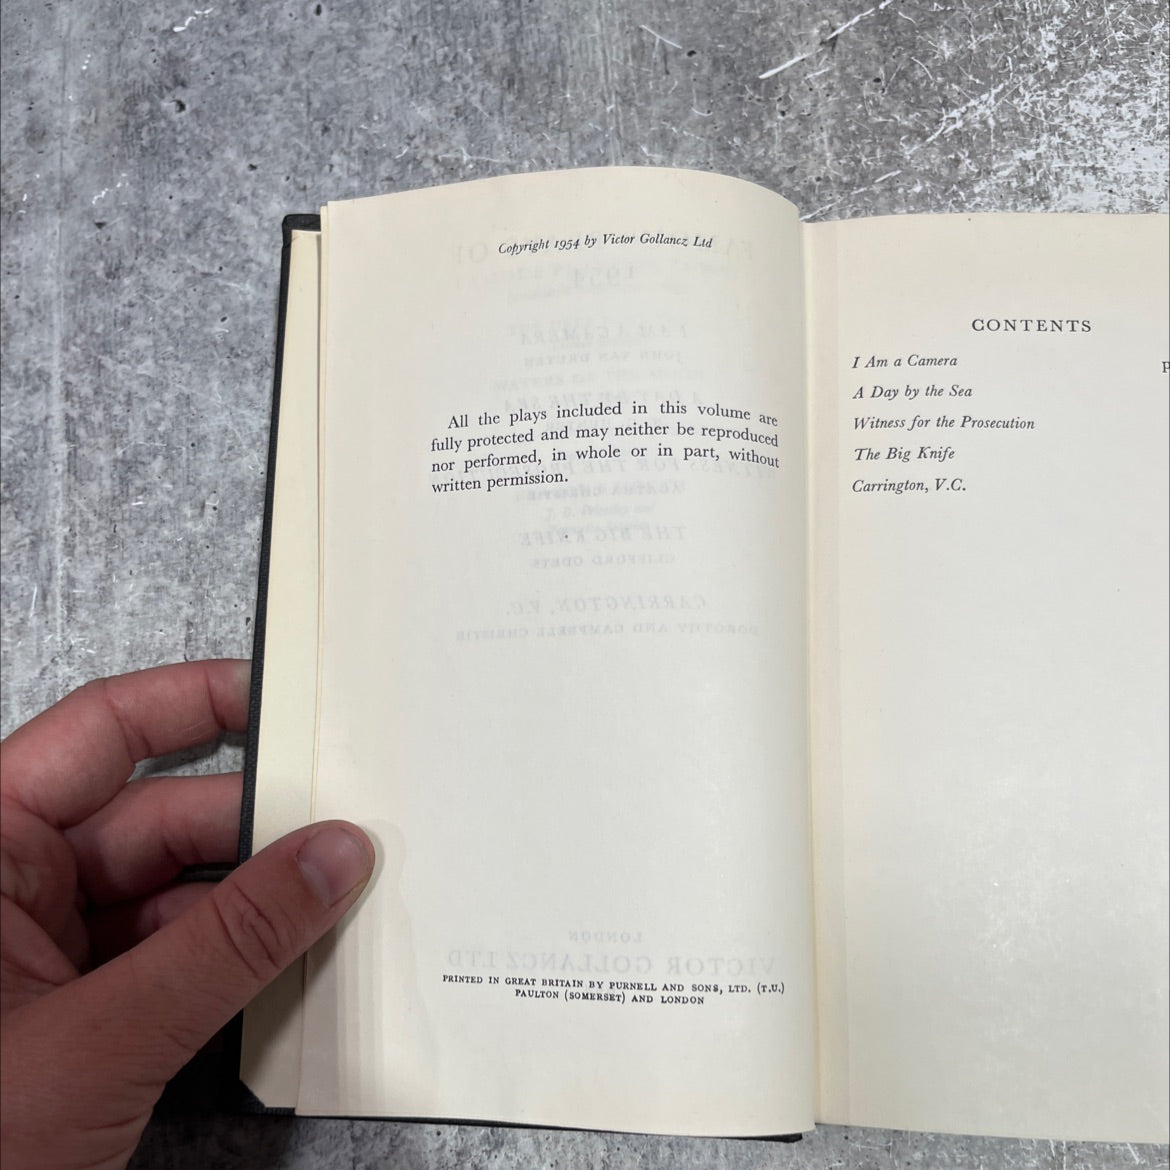 Copyright 1954 by Victor Gollancz Ltd
All the plays included in this volume are
fully protected and may neither be reproduced
nor performed, in whole or in part, without
written permission.
PRINTED IN GREAT BRITAIN BY PURNELL AND SONS, LTD. (T.U.)
PAULTON (SOMERSET) AND LONDON
CONTENTS
I Am a Camera
A Day by the Sea
Witness for the Prosecution
The Big Knife
Carrington, V.C.